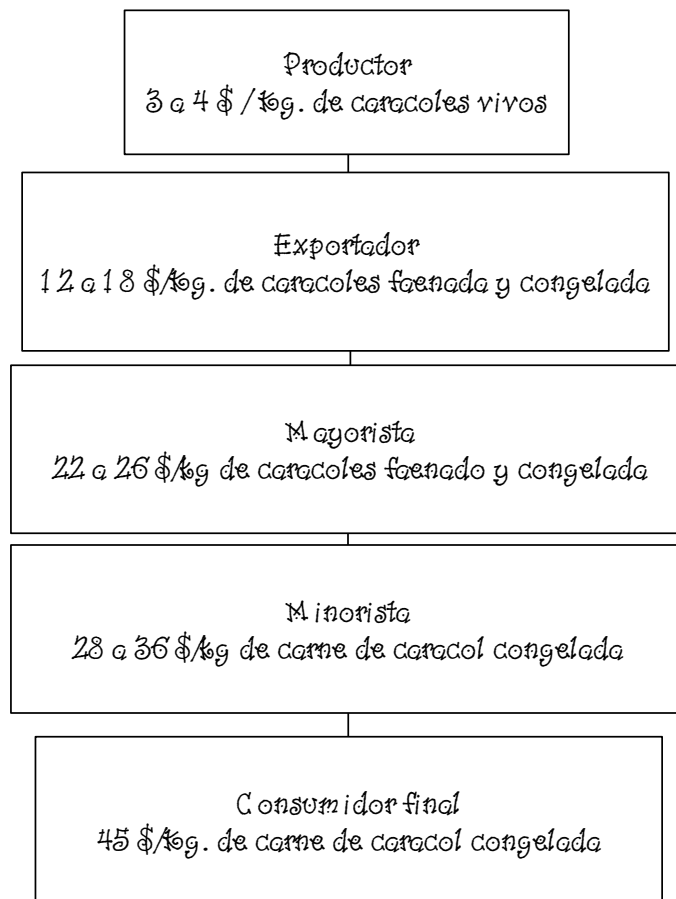 Productor
3 a 4 $ / kg. de caracoles vivos
Exportador
12 a 18 $/kg. de caracoles faenada y congelada
Mayorista
22 a 26 $/kg de caracoles faenado y congelada
Minorista
28 a 36 $/kg de carne de caracol congelada
Consumidor final
45 $/kg. de carne de caracol congelada